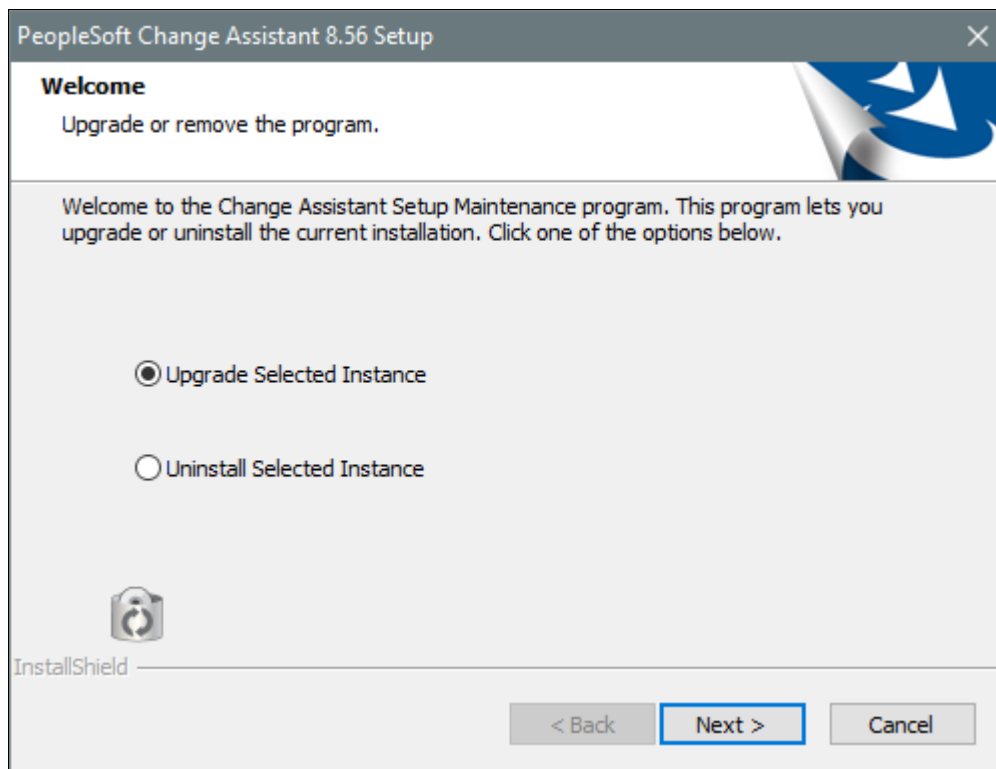 PeopleSoft Change Assistant 8.56 Setup
Welcome
Upgrade or remove the program.
Welcome to the Change Assistant Setup Maintenance program. This program lets you
upgrade or uninstall the current installation. Click one of the options below.
Upgrade Selected Instance
Uninstall Selected Instance
InstallShield
< Back Next > Cancel